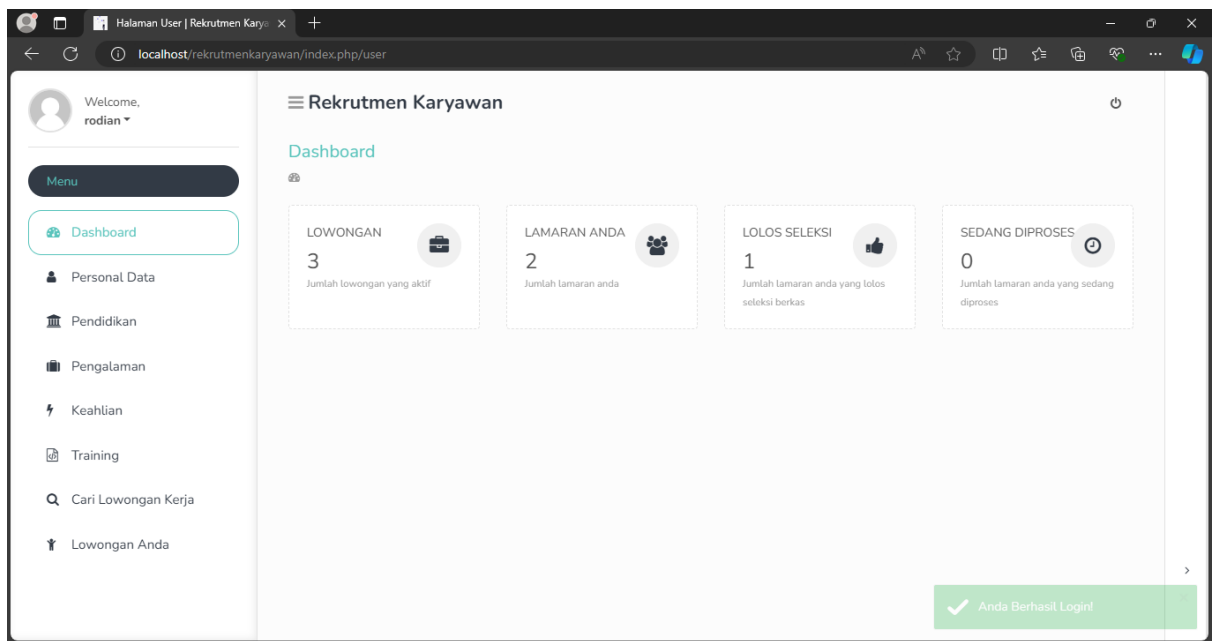 Halaman User | Rekrutmen Karya
localhost/rekrutmenkaryawan/index.php/user
Welcome,
rodian
Menu
Dashboard
Personal Data
Pendidikan
Pengalaman
Keahlian
Training
Cari Lowongan Kerja
Lowongan Anda
Rekrutmen Karyawan
Dashboard
LOWONGAN
3
Jumlah lowongan yang aktif
LAMARAN ANDA
2
Jumlah lamaran anda
LOLOS SELEKSI
1
Jumlah lamaran anda yang lolos
seleksi berkas
SEDANG DIPROSES
0
Jumlah lamaran anda yang sedang
diproses
Anda Berhasil Login!